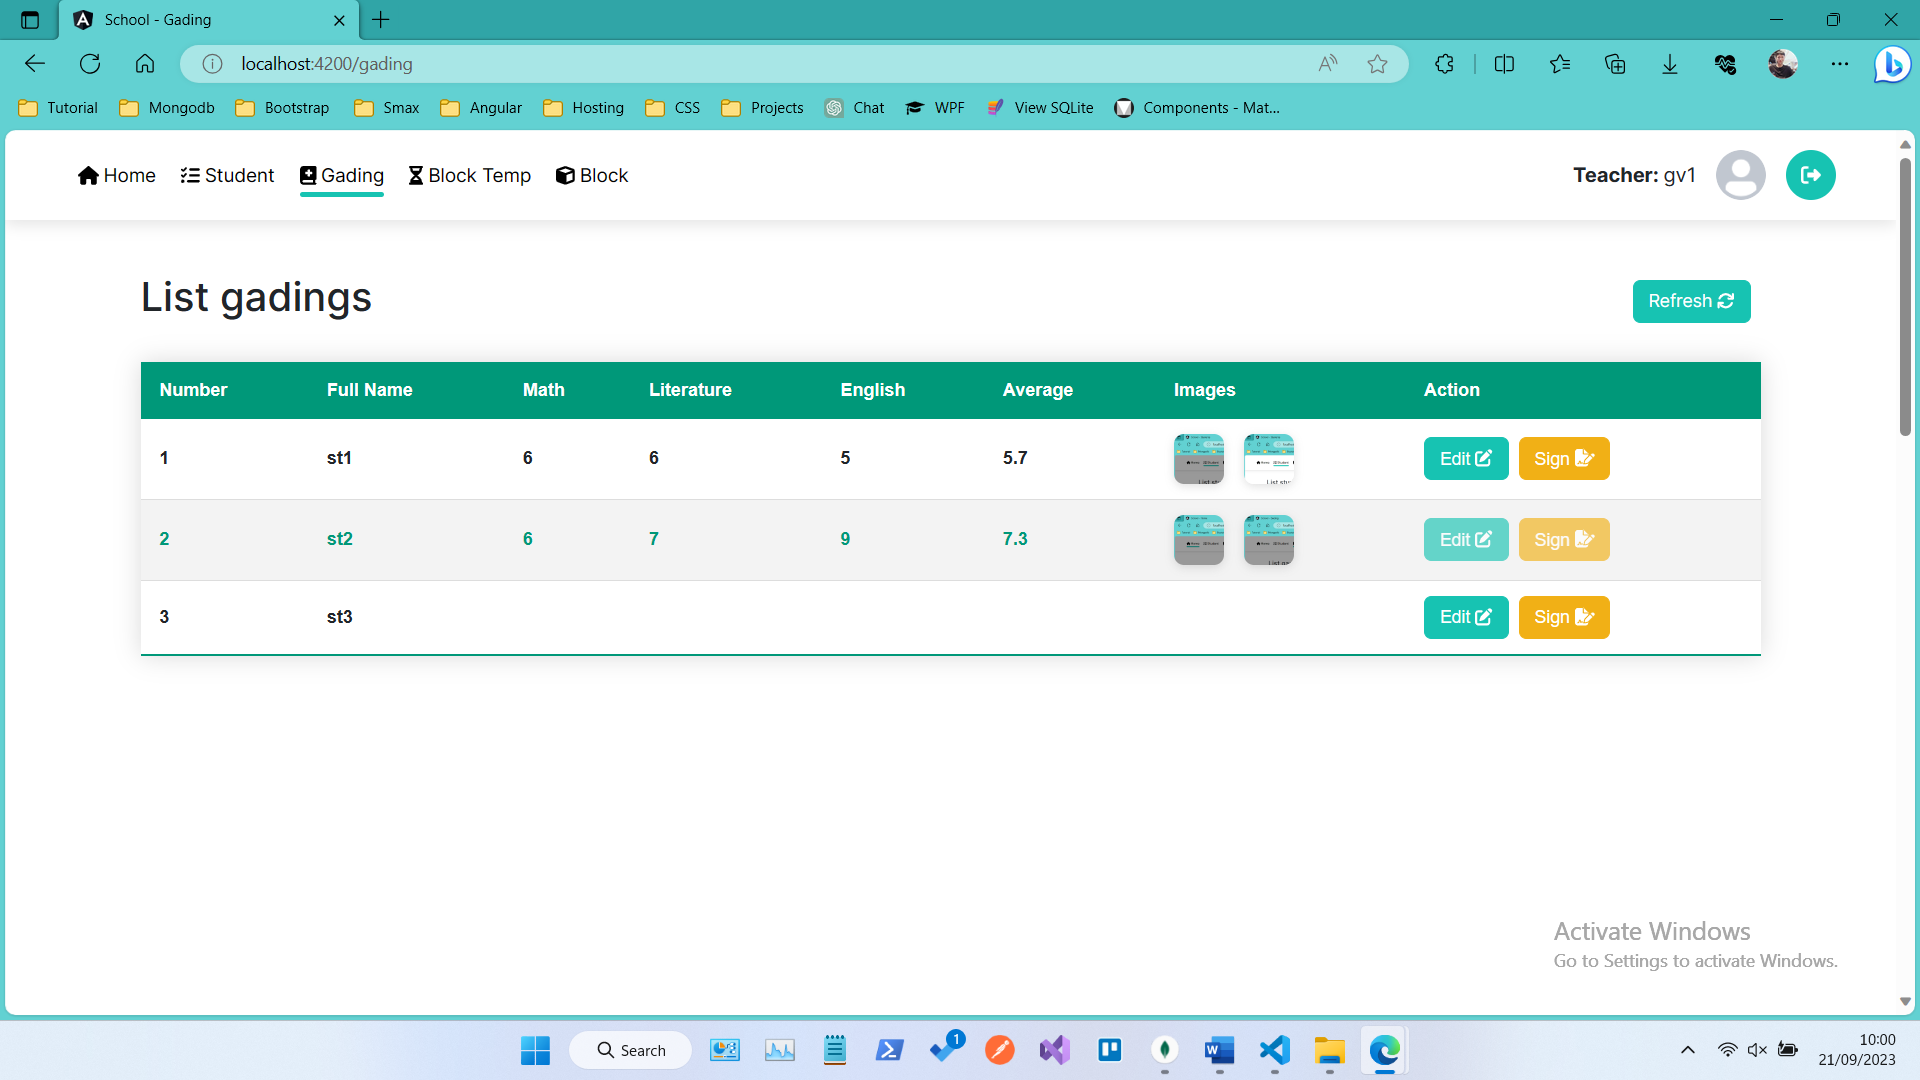 School - Gading
localhost:4200/gading
Tutorial Mongodb Bootstrap Smax Angular Hosting CSS Projects Chat WPF View SQLite Components - Mat...
Home Student Gading Block Temp Block Teacher: gv1
List gadings
Refresh
Number Full Name Math Literature English Average Images Action
1 st1 6 6 5 5.7 Edit Sign
2 st2 6 7 9 7.3 Edit Sign
3 st3 Edit Sign
Activate Windows
Go to Settings to activate Windows.
Search
1
10:00
21/09/2023